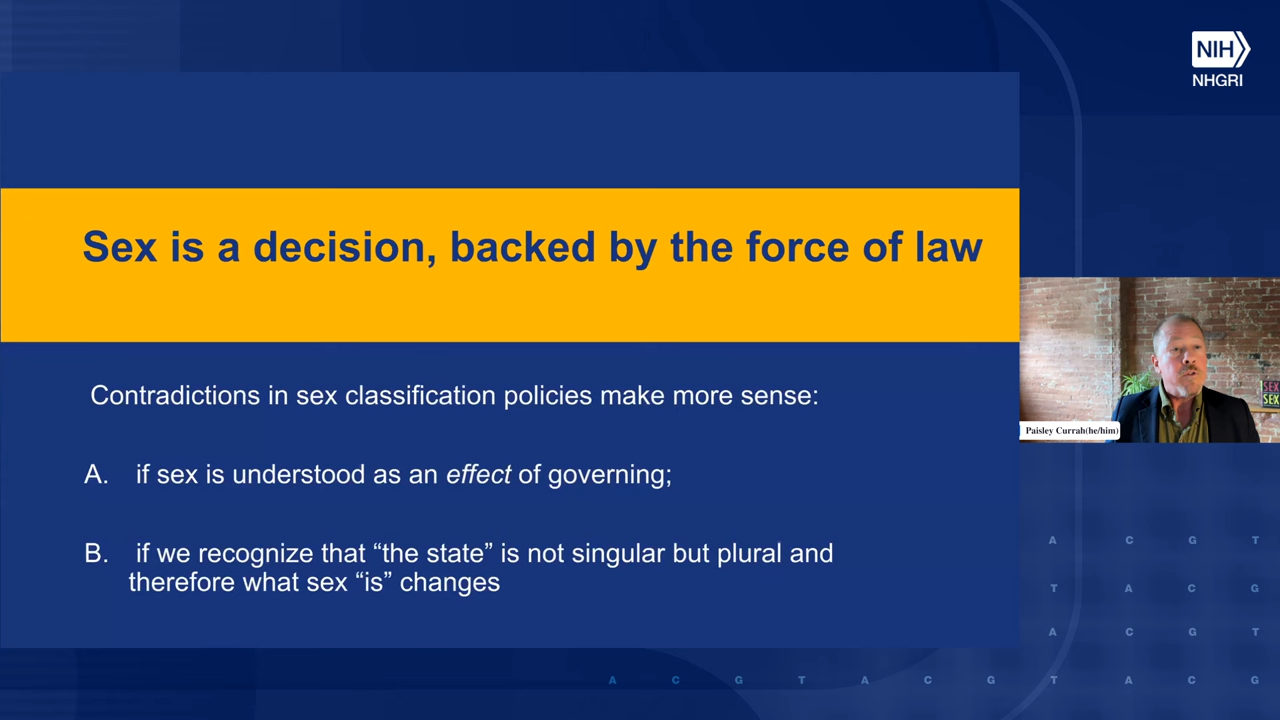 NIH
NHGRI
Sex is a decision, backed by the force of law
Contradictions in sex classification policies make more sense:
A. if sex is understood as an effect of governing;
B. if we recognize that “the state” is not singular but plural and
therefore what sex “is” changes
SEX
SEX
Paisley Currah(he/him)
A C G T
T A C G
A C G T
A C G T A C G T A C G